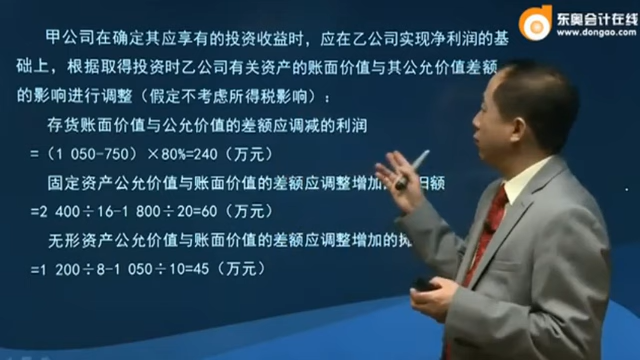 东奥会计在线
www.dongao.com
甲公司在确定其应享有的投资收益时，应在乙公司实现净利润的基
础上，根据取得投资时乙公司有关资产的账面价值与其公允价值差额
的影响进行调整（假定不考虑所得税影响）：
存货账面价值与公允价值的差额应调减的利润
=（1 050-750）×80%=240（万元）
固定资产公允价值与账面价值的差额应调整增加 旧额
=2 400÷16-1 800÷20=60（万元）
无形资产公允价值与账面价值的差额应调整增加的
=1 200÷8-1 050÷10=45（万元）